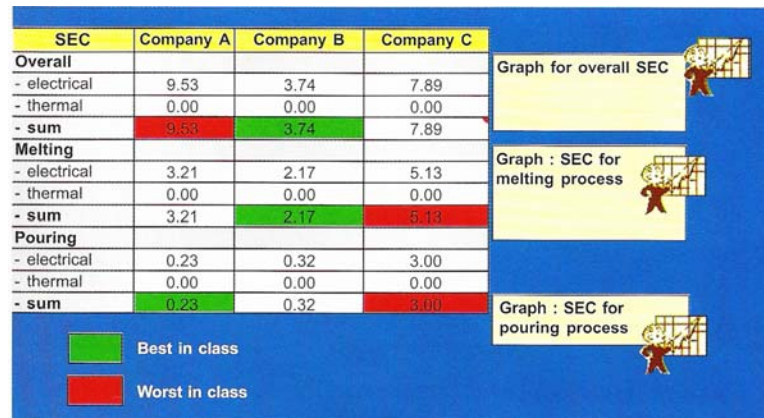 SEC Company A Company B Company C
Overall
- electrical 9.53 3.74 7.89
- thermal 0.00 0.00 0.00
- sum 9.53 3.74 7.89
Melting
- electrical 3.21 2.17 5.13
- thermal 0.00 0.00 0.00
- sum 3.21 2.17 5.13
Pouring
- electrical 0.23 0.32 3.00
- thermal 0.00 0.00 0.00
- sum 0.23 0.32 3.00
Graph for overall SEC
Graph : SEC for
melting process
Graph : SEC for
pouring process
Best in class
Worst in class